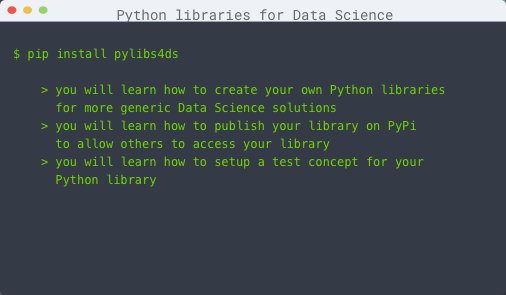 Python libraries for Data Science
$ pip install pylibs4ds
> you will learn how to create your own Python libraries
for more generic Data Science solutions
> you will learn how to publish your library on PyPi
to allow others to access your library
> you will learn how to setup a test concept for your
Python library